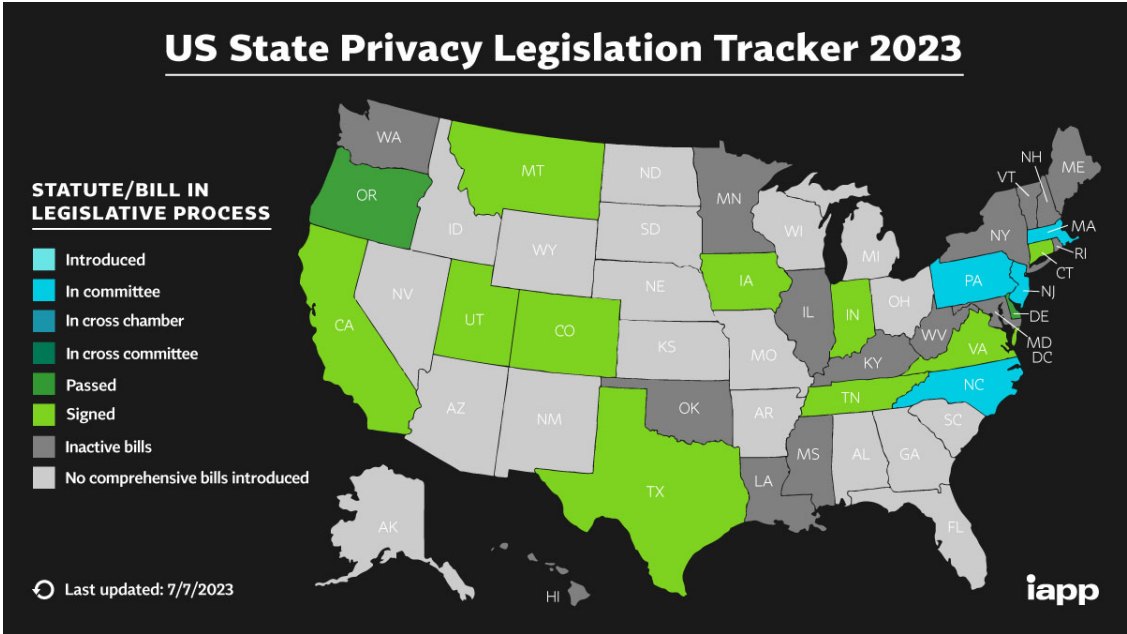 US State Privacy Legislation Tracker 2023
STATUTE/BILL IN
LEGISLATIVE PROCESS
Introduced
In committee
In cross chamber
In cross committee
Passed
Signed
Inactive bills
No comprehensive bills introduced
WA
OR
MT
ND
MN
ID
SD
WI
WY
MI
NV
NE
IA
CA
UT
CO
KS
MO
IL
IN
OH
KY
WV
VA
PA
NY
VT
NH
ME
MA
RI
CT
NJ
DE
MD
DC
AZ
NM
OK
AR
TN
NC
SC
TX
LA
MS
AL
GA
FL
AK
HI
Last updated: 7/7/2023
iapp